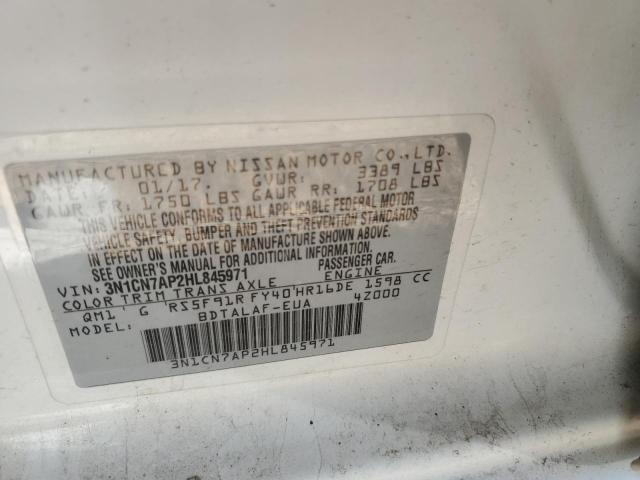 MANUFACTURED BY NISSAN MOTOR CO., LTD.
DATE: 01/17. GVWR: 3389 LBS
GAWR FR: 1750 LBS GAWR RR: 1708 LBS
THIS VEHICLE CONFORMS TO ALL APPLICABLE FEDERAL MOTOR
VEHICLE SAFETY, BUMPER AND THEFT PREVENTION STANDARDS
IN EFFECT ON THE DATE OF MANUFACTURE SHOWN ABOVE.
SEE OWNER'S MANUAL FOR ADDITIONAL INFORMATION.
VIN: 3N1CN7AP2HL845971 PASSENGER CAR.
COLOR TRIM TRANS AXLE ENGINE
QM1 G RS5F91R FY40 HR16DE 1598 CC
MODEL: BDTALAF-EUA 4Z000
3N1CN7AP2HL845971